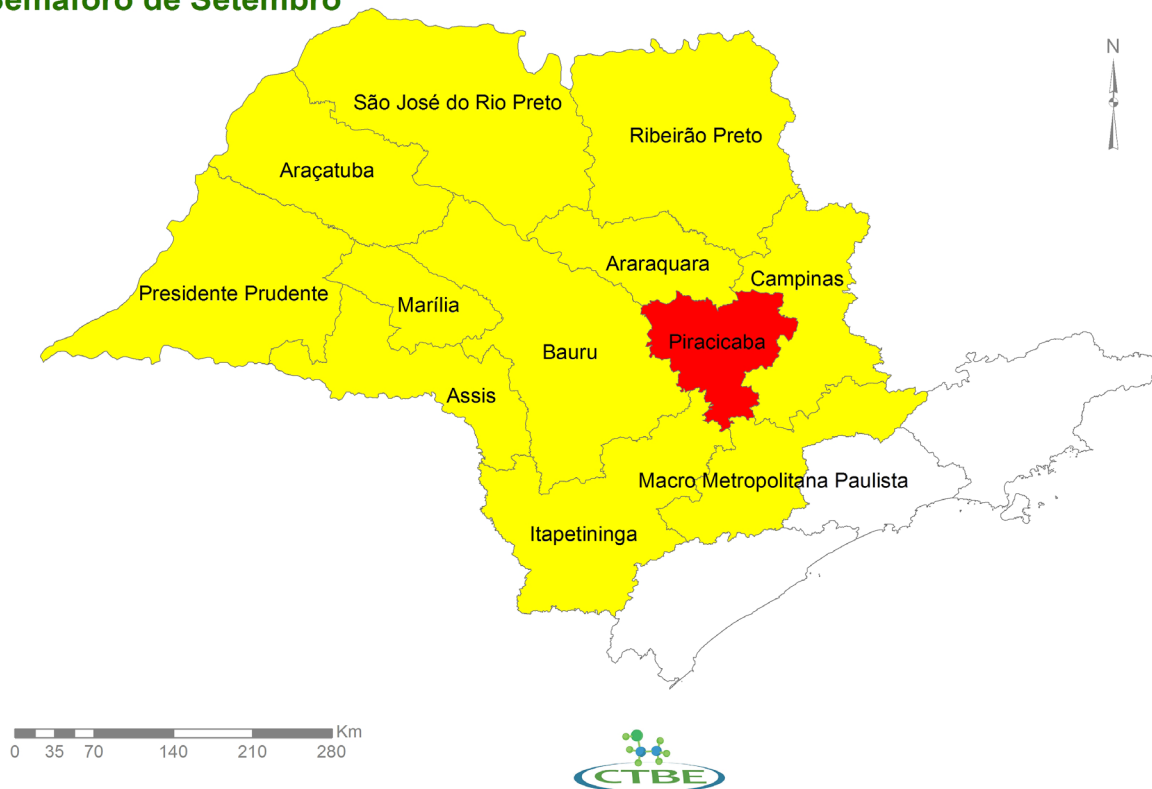 Semáforo de Setembro
N
São José do Rio Preto
Ribeirão Preto
Araçatuba
Araraquara
Campinas
Presidente Prudente
Marília
Piracicaba
Bauru
Assis
Macro Metropolitana Paulista
Itapetininga
Km
0 35 70 140 210 280
CTBE